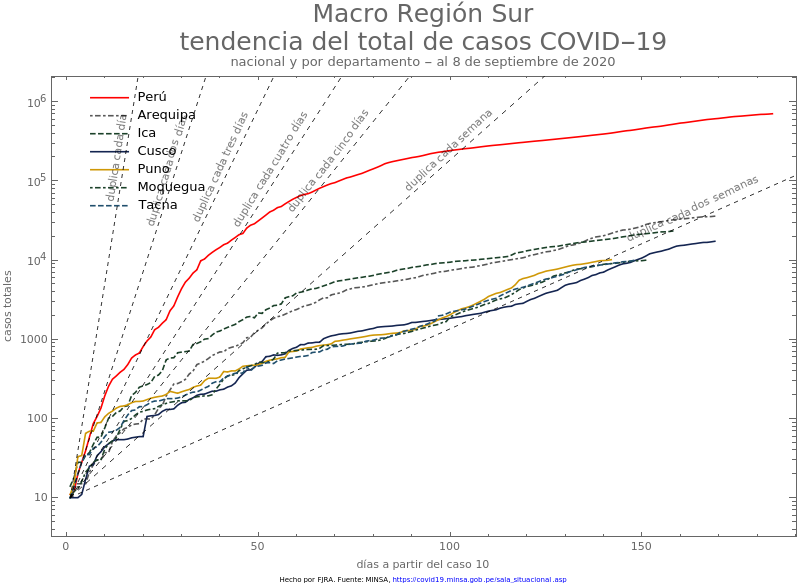 Macro Región Sur
tendencia del total de casos COVID−19
nacional y por departamento − al 8 de septiembre de 2020
casos totales
10⁶
10⁵
10⁴
1000
100
10
Perú
Arequipa
Ica
Cusco
Puno
Moquegua
Tacna
duplica cada día
duplica cada dos días
duplica cada tres días
duplica cada cuatro días
duplica cada cinco días
duplica cada semana
duplica cada dos semanas
0 50 100 150
días a partir del caso 10
Hecho por FJRA. Fuente: MINSA, https://covid19.minsa.gob.pe/sala_situacional.asp